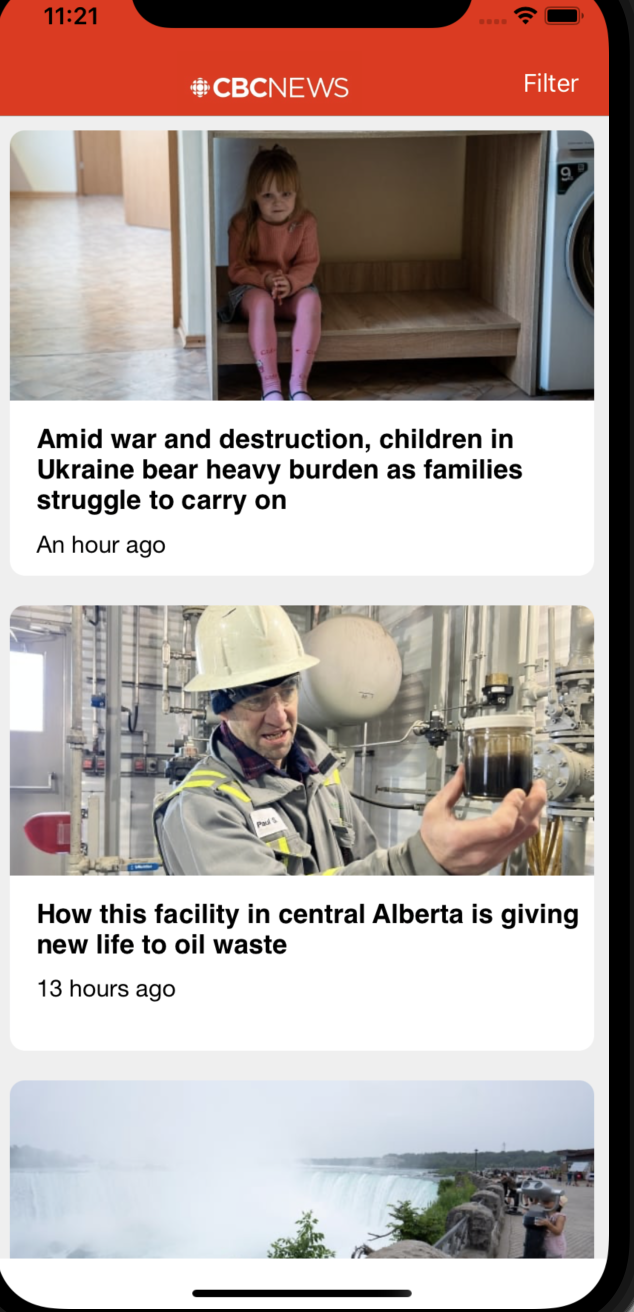 11:21
CBCNEWS
Filter
9
Amid war and destruction, children in
Ukraine bear heavy burden as families
struggle to carry on
An hour ago
Paul S.
How this facility in central Alberta is giving
new life to oil waste
13 hours ago